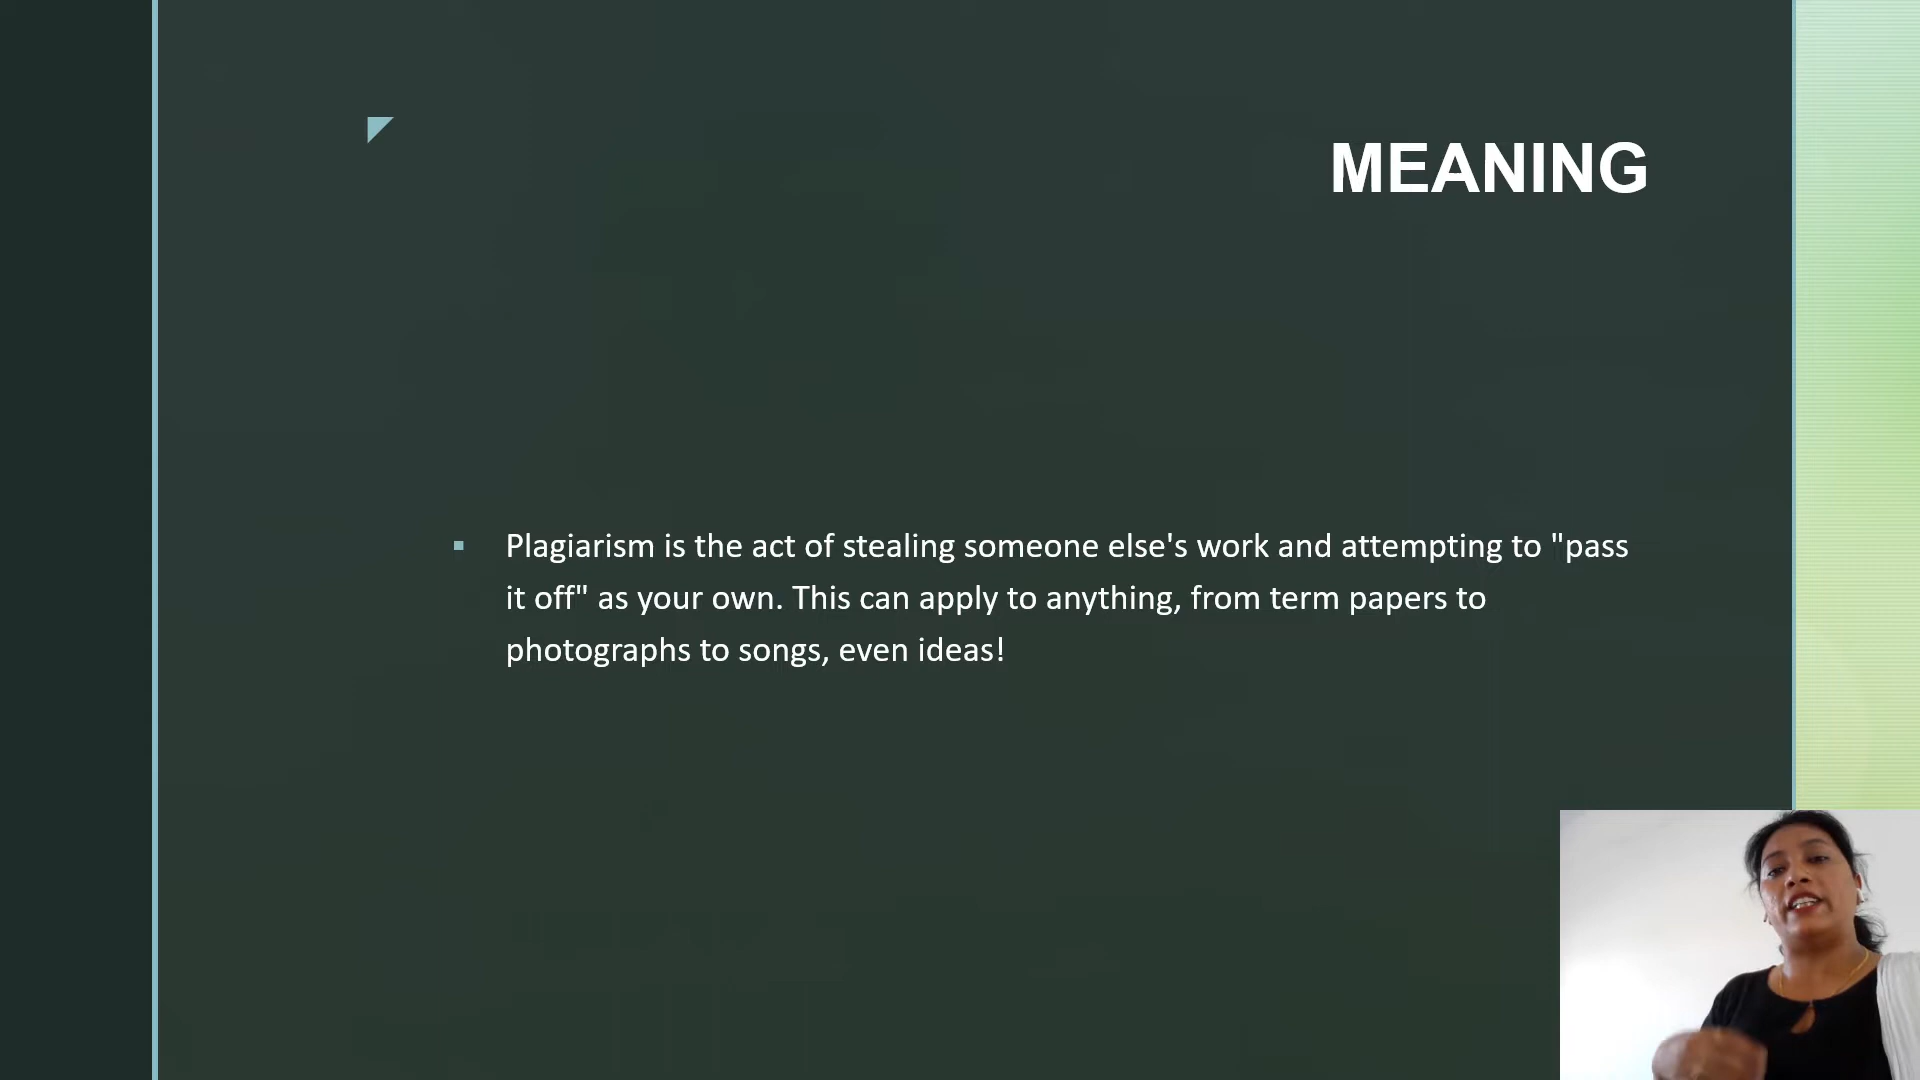 MEANING
Plagiarism is the act of stealing someone else's work and attempting to "pass
it off" as your own. This can apply to anything, from term papers to
photographs to songs, even ideas!